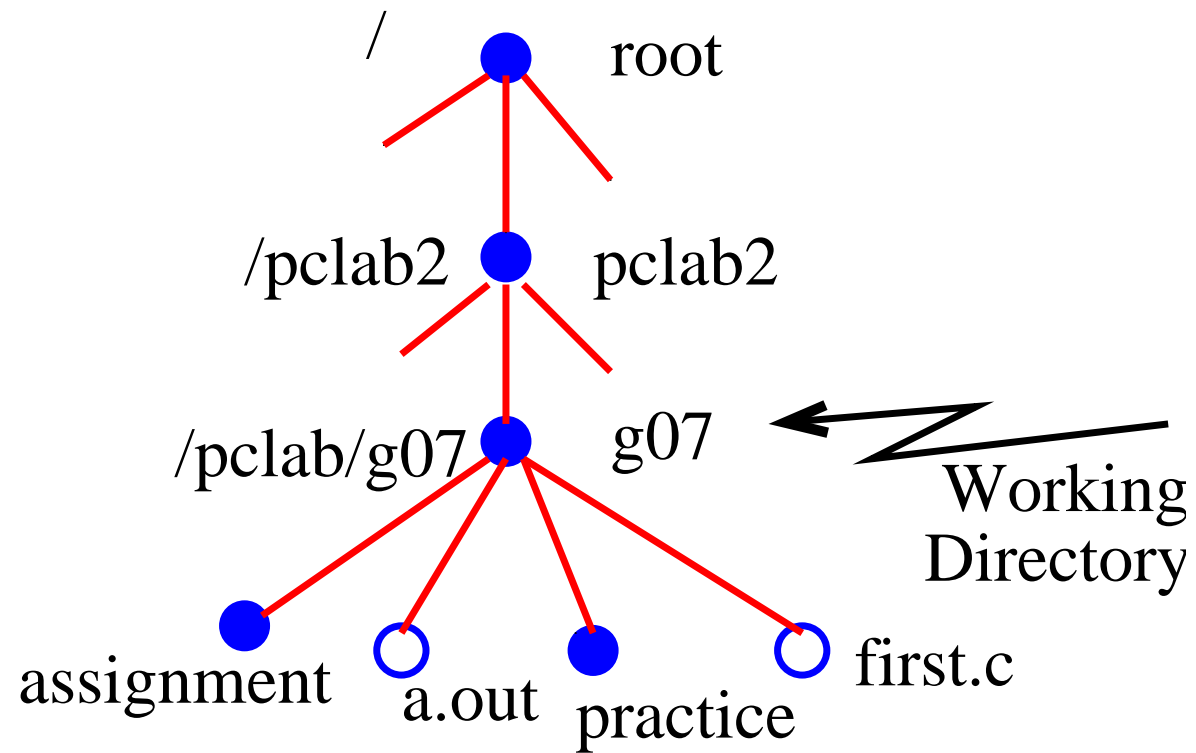 /
root
/pclab2
pclab2
/pclab/g07
g07
Working
Directory
assignment
a.out
practice
first.c